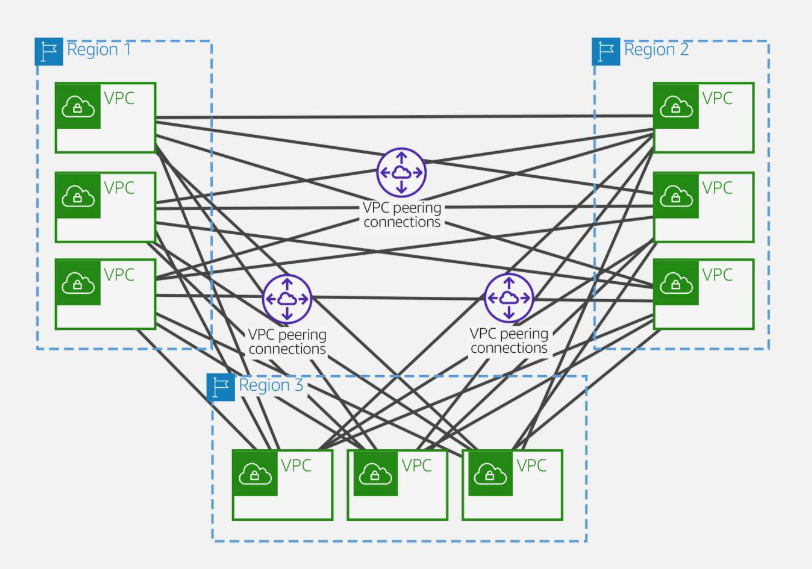 Region 1
Region 2
VPC
VPC
VPC
VPC
VPC
VPC
VPC peering
connections
VPC peering
connections
VPC peering
connections
Region 3
VPC
VPC
VPC